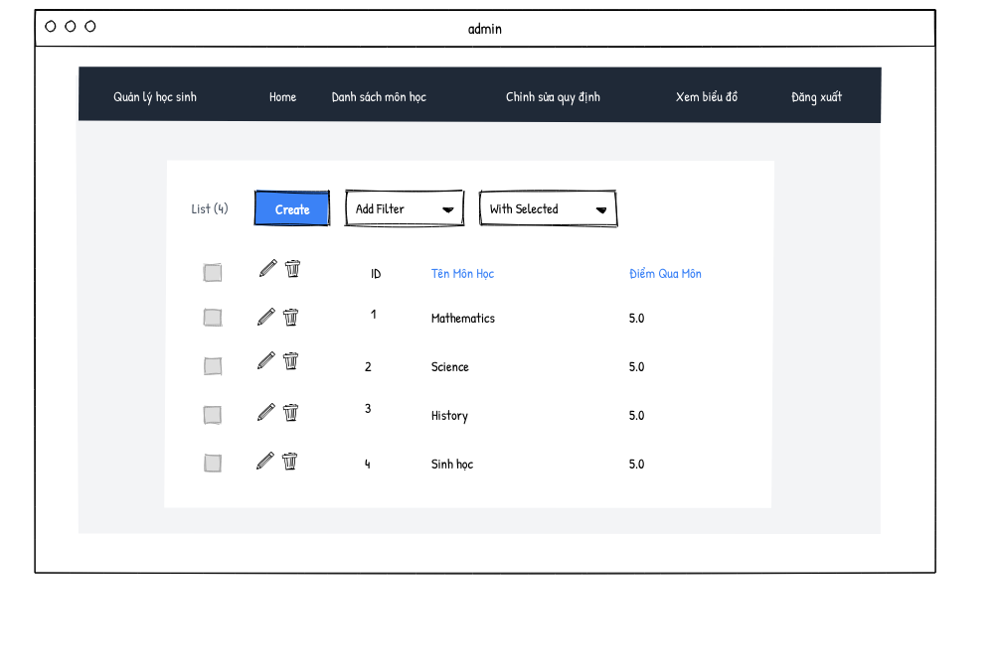 admin
Quản lý học sinh Home Danh sách môn học Chỉnh sửa quy định Xem biểu đồ Đăng xuất
List (4) Create Add Filter With Selected
ID Tên Môn Học Điểm Qua Môn
1 Mathematics 5.0
2 Science 5.0
3 History 5.0
4 Sinh học 5.0